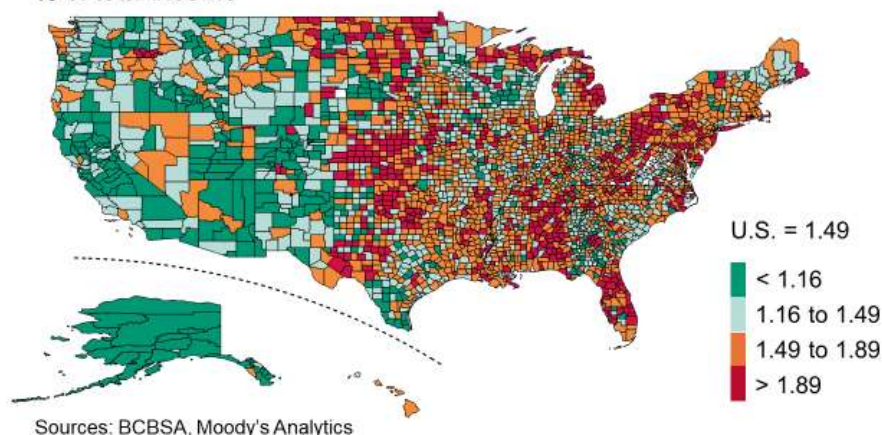 U.S. = 1.49
< 1.16
1.16 to 1.49
1.49 to 1.89
> 1.89
Sources: BCBSA, Moody's Analytics